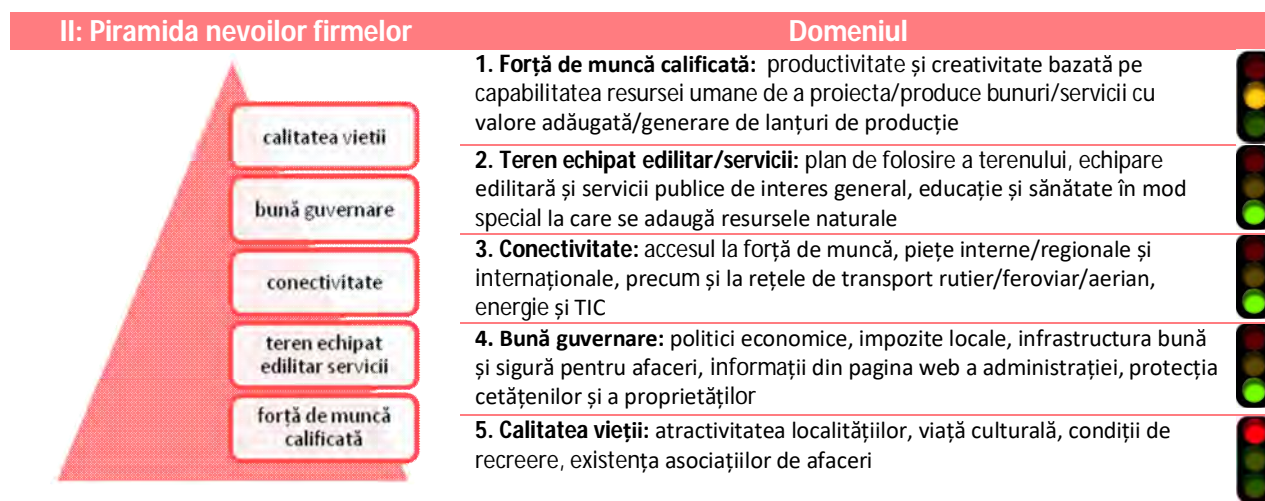 II: Piramida nevoilor firmelor
Domeniul
calitatea vietii
bună guvernare
conectivitate
teren echipat
edilitar servicii
forță de muncă
calificată
1. Forță de muncă calificată: productivitate și creativitate bazată pe
capabilitatea resursei umane de a proiecta/produce bunuri/servicii cu
valore adăugată/generare de lanțuri de producție
2. Teren echipat edilitar/servicii: plan de folosire a terenului, echipare
edilitară și servicii publice de interes general, educație și sănătate în mod
special la care se adaugă resursele naturale
3. Conectivitate: accesul la forță de muncă, piețe interne/regionale și
internaționale, precum și la rețele de transport rutier/feroviar/aerian,
energie și TIC
4. Bună guvernare: politici economice, impozite locale, infrastructura bună
și sigură pentru afaceri, informații din pagina web a administrației, protecția
cetățenilor și a proprietăților
5. Calitatea vieții: atractivitatea localitățiilor, viață culturală, condiții de
recreere, existența asociațiilor de afaceri